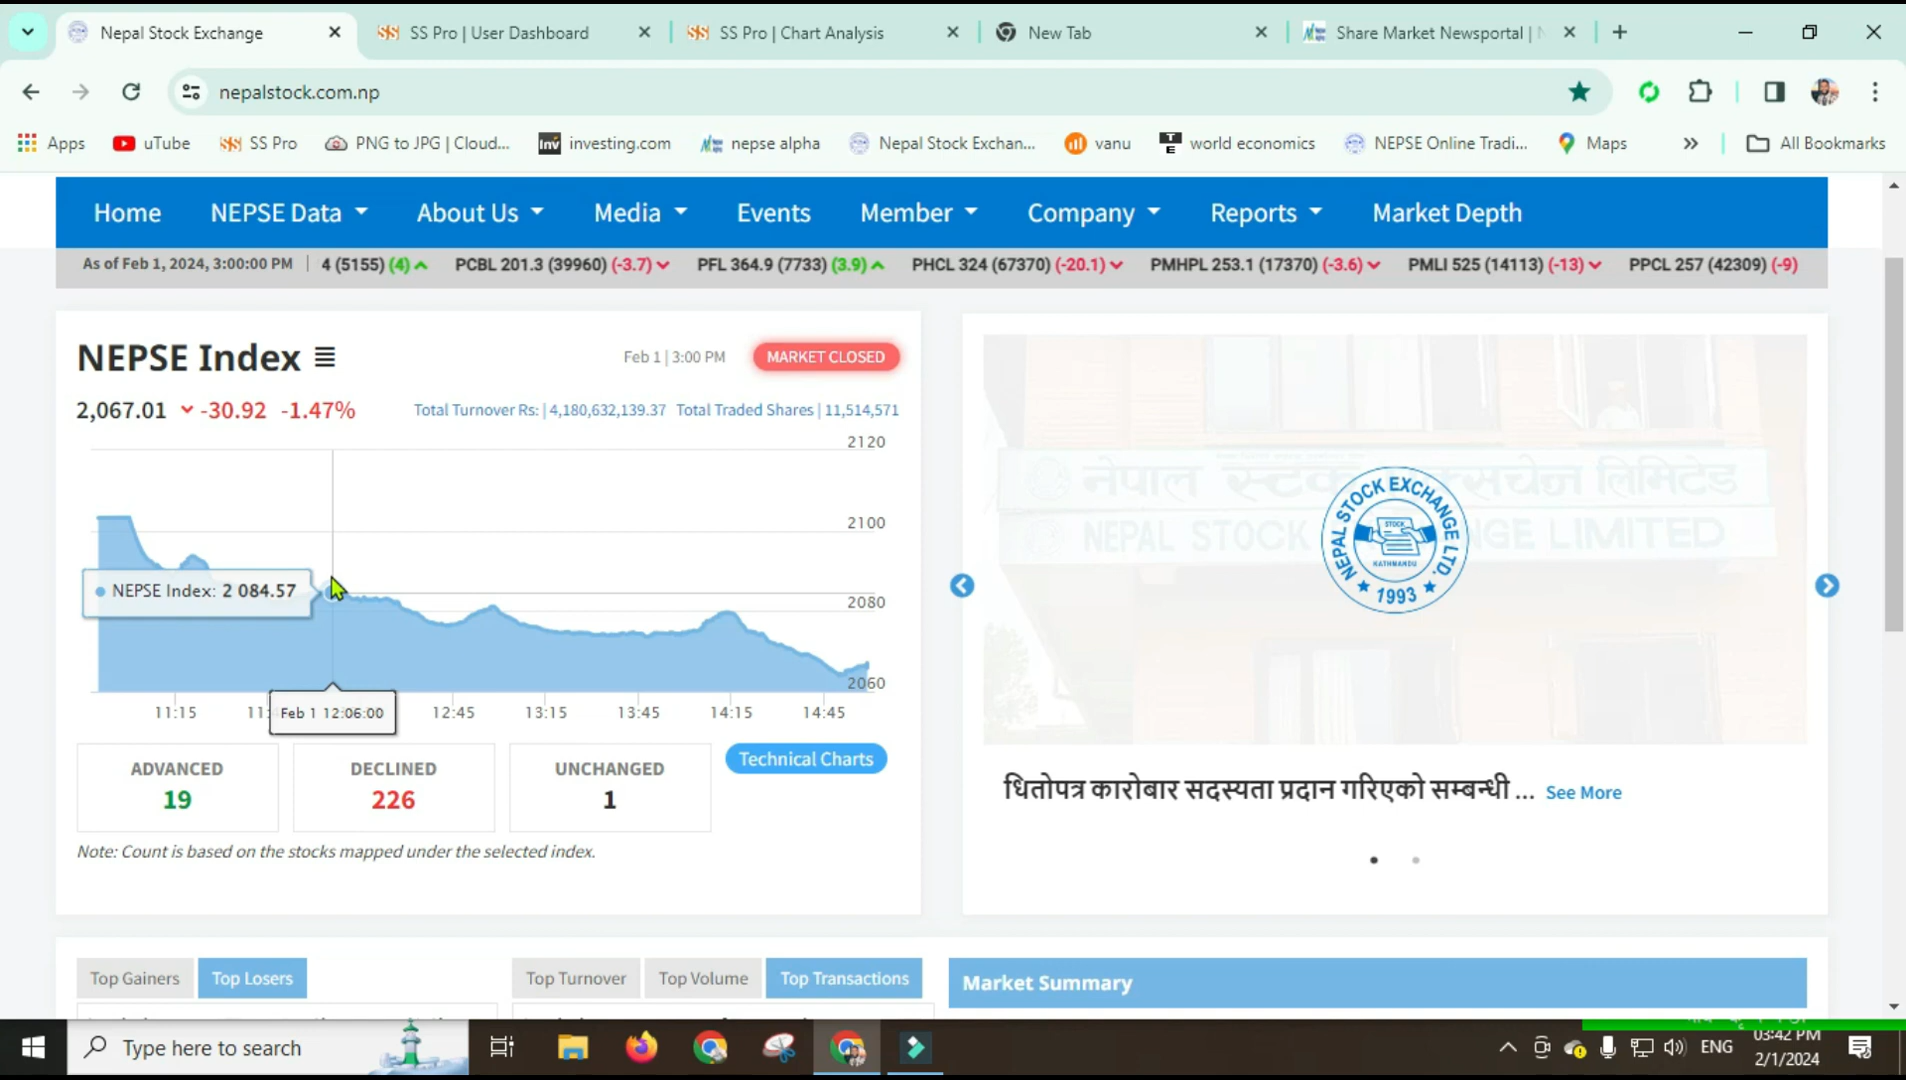 Nepal Stock Exchange
SS Pro | User Dashboard
SS Pro | Chart Analysis
New Tab
Share Market Newsportal |
nepalstock.com.np
Apps
uTube
SS Pro
PNG to JPG | Cloud...
investing.com
nepse alpha
Nepal Stock Exchan...
vanu
world economics
NEPSE Online Tradi...
Maps
All Bookmarks
Home NEPSE Data About Us Media Events Member Company Reports Market Depth
As of Feb 1, 2024, 3:00:00 PM | 4 (5155) (4) PCBL 201.3 (39960) (-3.7) PFL 364.9 (7733) (3.9) PHCL 324 (67370) (-20.1) PMHPL 253.1 (17370) (-3.6) PMLI 525 (14113) (-13) PPCL 257 (42309) (-9)
NEPSE Index
Feb 1 | 3:00 PM
MARKET CLOSED
2,067.01 -30.92 -1.47%
Total Turnover Rs: | 4,180,632,139.37 Total Traded Shares | 11,514,571
2120
2100
NEPSE Index: 2 084.57
2080
2060
11:15 Feb 1 12:06:00 12:45 13:15 13:45 14:15 14:45
ADVANCED
19
DECLINED
226
UNCHANGED
1
Technical Charts
Note: Count is based on the stocks mapped under the selected index.
नेपाल स्टक एक्सचेन्ज लिमिटेड
NEPAL STOCK EXCHANGE LIMITED
NEPAL STOCK EXCHANGE LTD.
STOCK
KATHMANDU
1993
धितोपत्र कारोबार सदस्यता प्रदान गरिएको सम्बन्धी ... See More
Top Gainers Top Losers
Top Turnover Top Volume Top Transactions
Market Summary
Type here to search
ENG
03:42 PM
2/1/2024